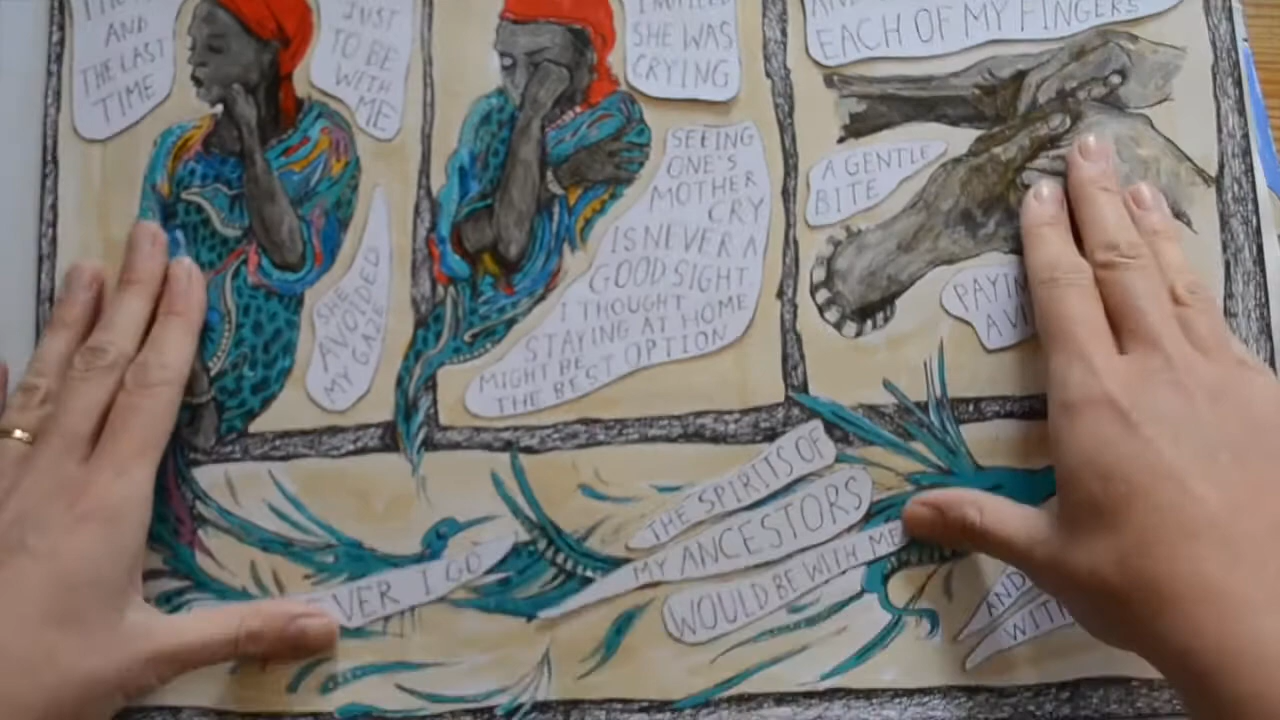 AND
THE LAST
TIME
JUST
TO BE
WITH
ME
SHE
AVOIDED
MY GAZE
SHE WAS
CRYING
SEEING
ONE'S
MOTHER
CRY
IS NEVER A
GOOD SIGHT
I THOUGHT
STAYING AT HOME
MIGHT BE
THE BEST OPTION
EACH OF MY FINGERS
A GENTLE
BITE
VER I GO
THE SPIRITS OF
MY ANCESTORS
WOULD BE WITH ME
AND
WITH